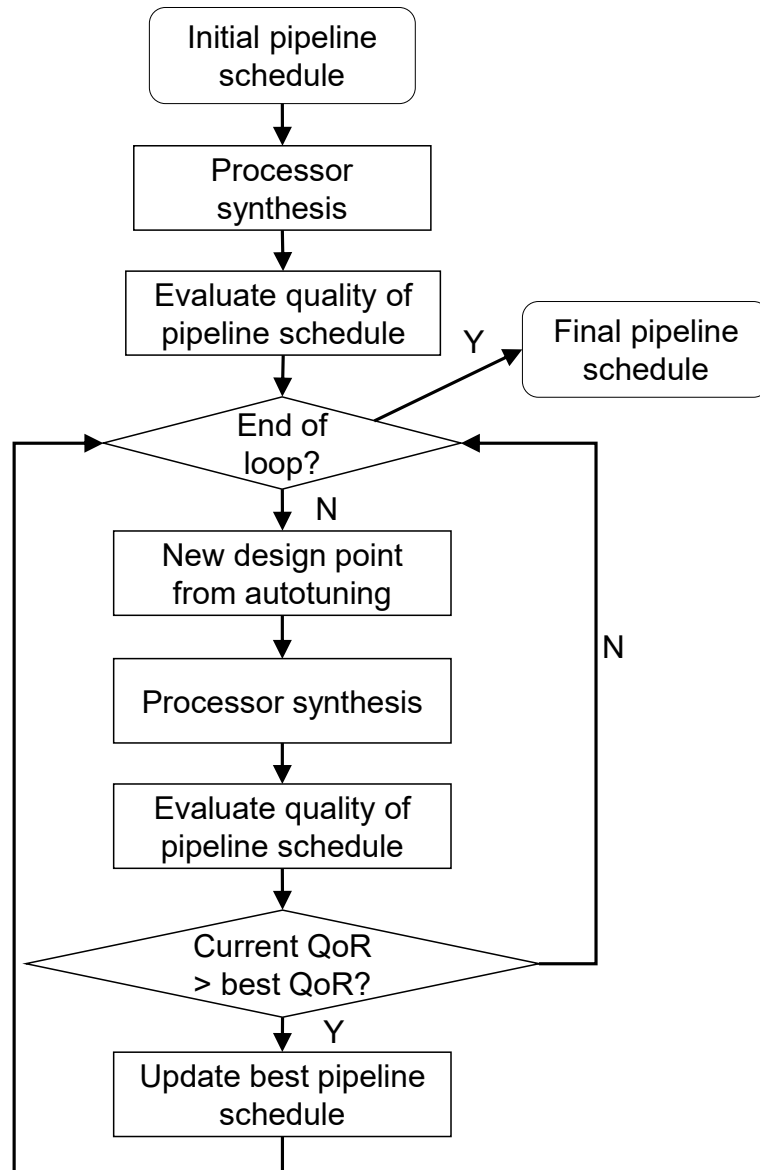 Initial pipeline
schedule
Processor
synthesis
Evaluate quality of
pipeline schedule
Y
Final pipeline
schedule
End of
loop?
N
New design point
from autotuning
N
Processor synthesis
Evaluate quality of
pipeline schedule
Current QoR
> best QoR?
Y
Update best pipeline
schedule